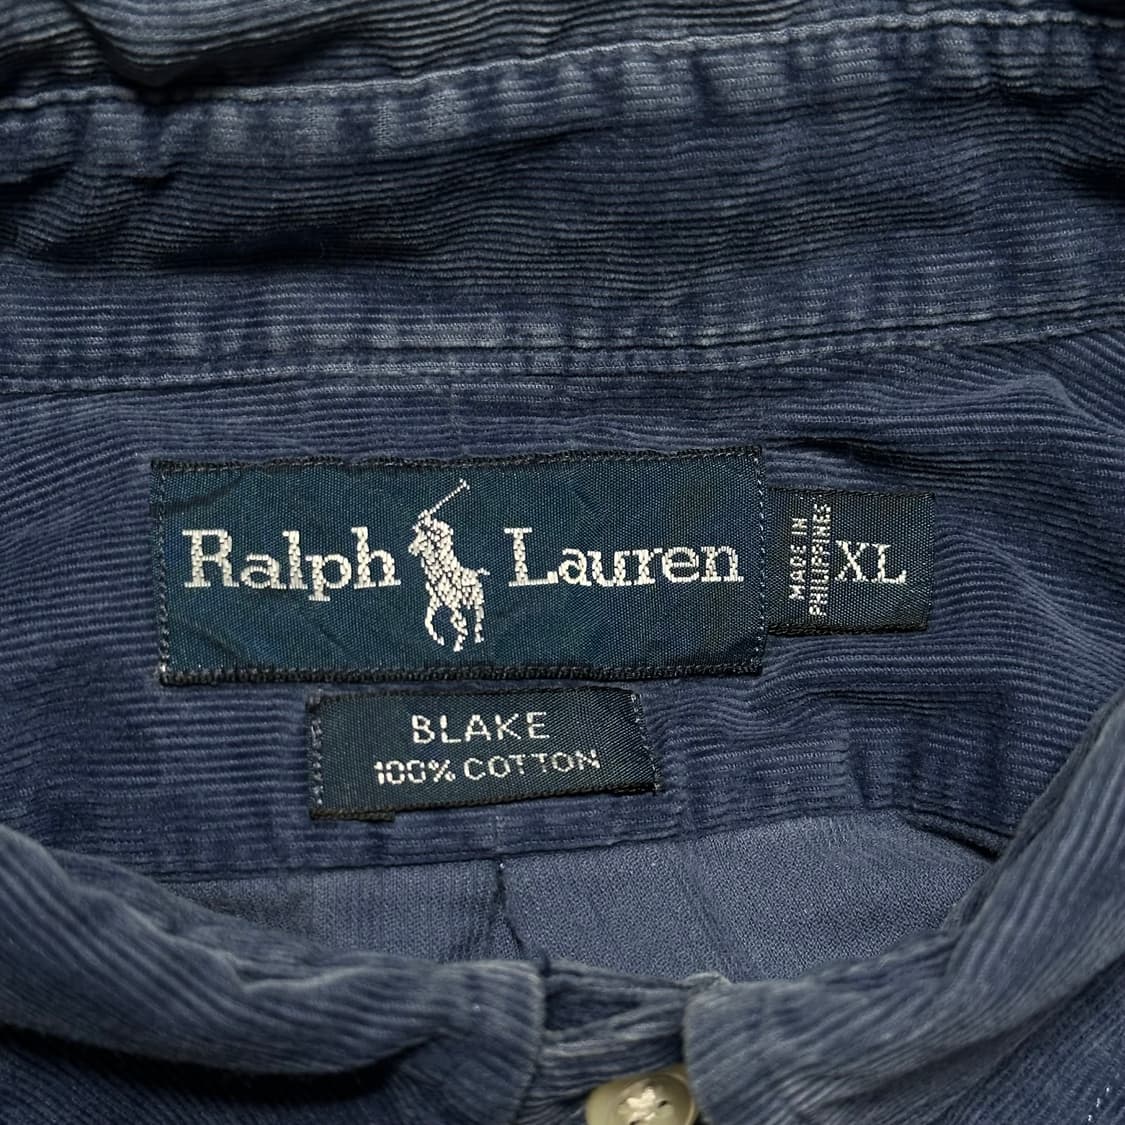 Ralph Lauren
MADE IN
PHILIPPINES
XL
BLAKE
100% COTTON